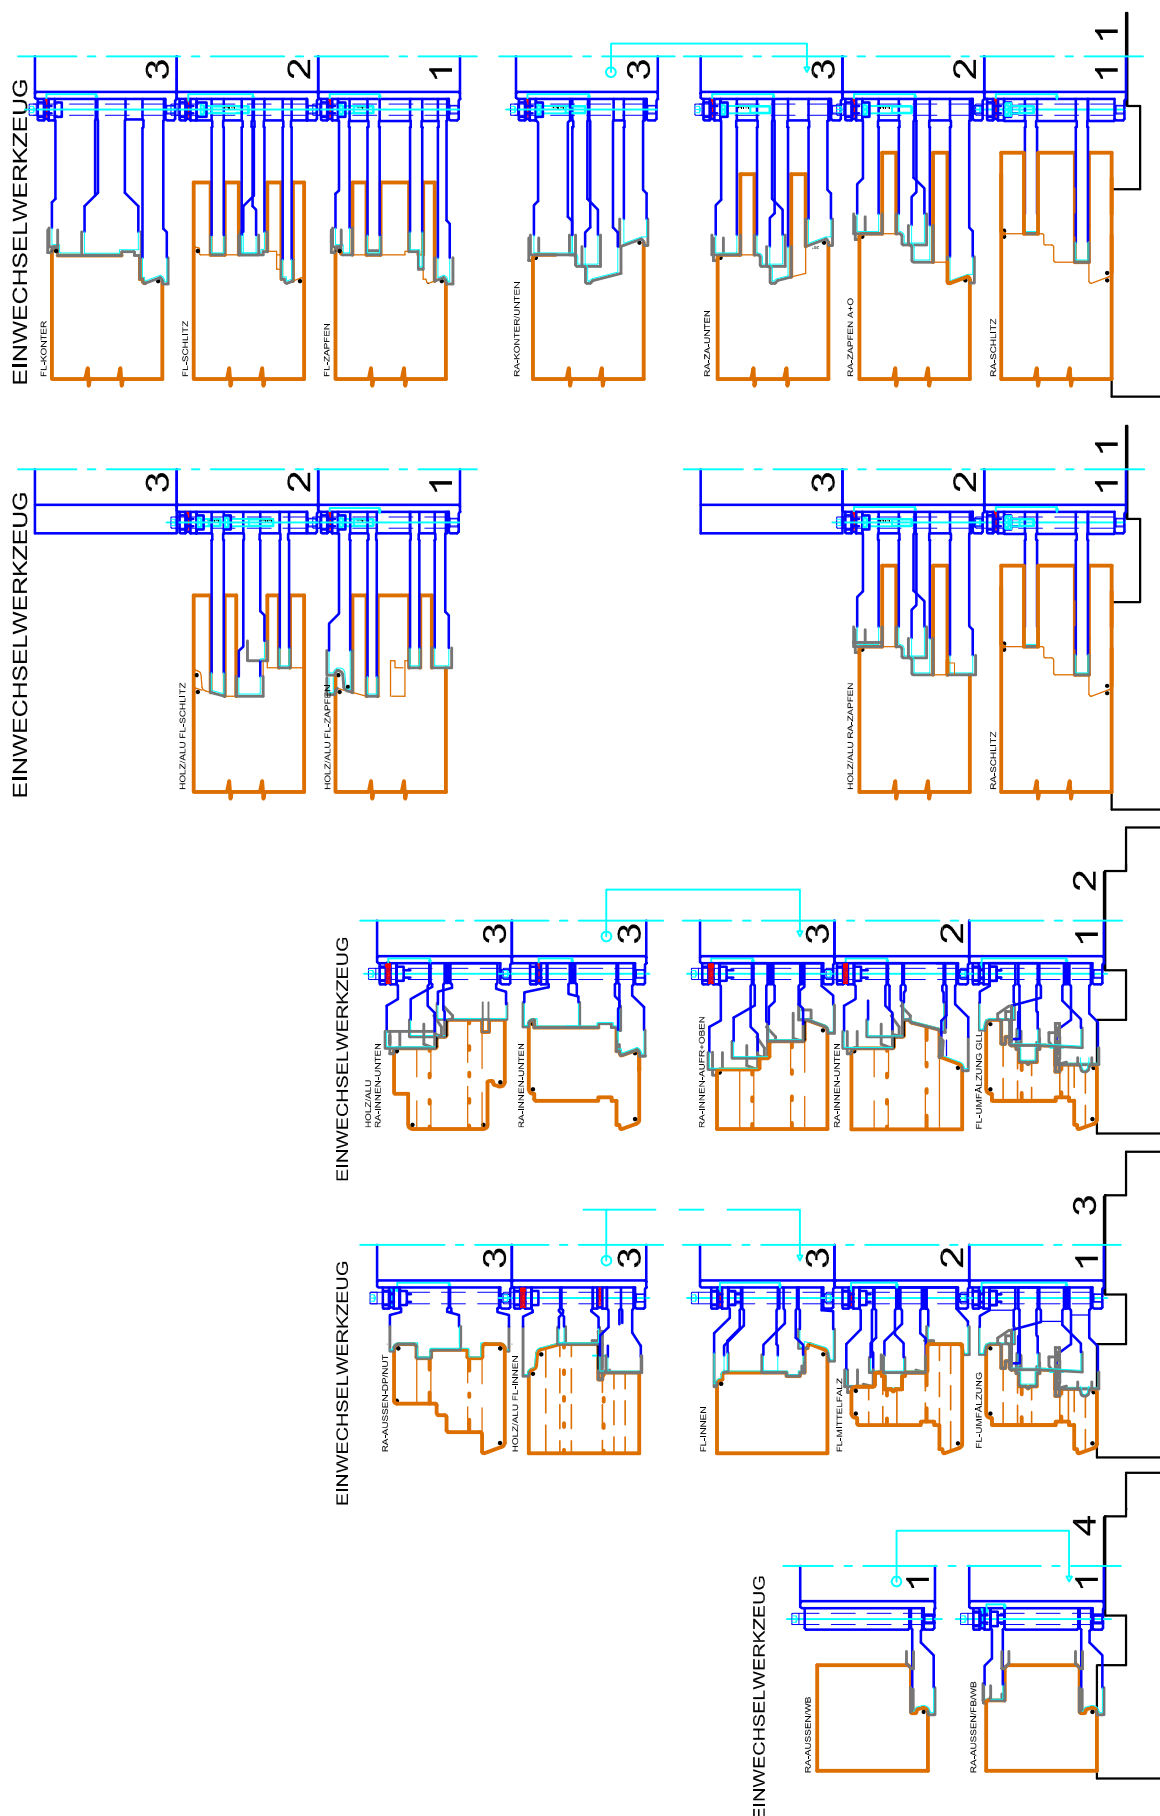 EINWECHSELWERKZEUG
3
2
1
3
3
2
1
1
FL-KONTER
FL-SCHLITZ
FL-ZAPFEN
RA-KONTER/UNTEN
RA-ZA-UNTEN
RA-ZAPFEN A+O
RA-SCHLITZ
EINWECHSELWERKZEUG
3
2
1
3
2
1
1
HOLZ/ALU FL-SCHLITZ
HOLZ/ALU FL-ZAPFEN
HOLZ/ALU RA-ZAPFEN
RA-SCHLITZ
EINWECHSELWERKZEUG
3
3
3
2
1
2
HOLZ/ALU
RA-INNEN-UNTEN
RA-INNEN-UNTEN
RA-INNEN-AUFR+OBEN
RA-INNEN-UNTEN
FL-UMFÄLZUNG GLL
EINWECHSELWERKZEUG
3
3
3
2
1
3
RA-AUSSEN-DP/NUT
HOLZ/ALU FL-INNEN
FL-INNEN
FL-MITTELFALZ
FL-UMFÄLZUNG
EINWECHSELWERKZEUG
1
1
4
RA-AUSSEN/WB
RA-AUSSEN/FB/WB